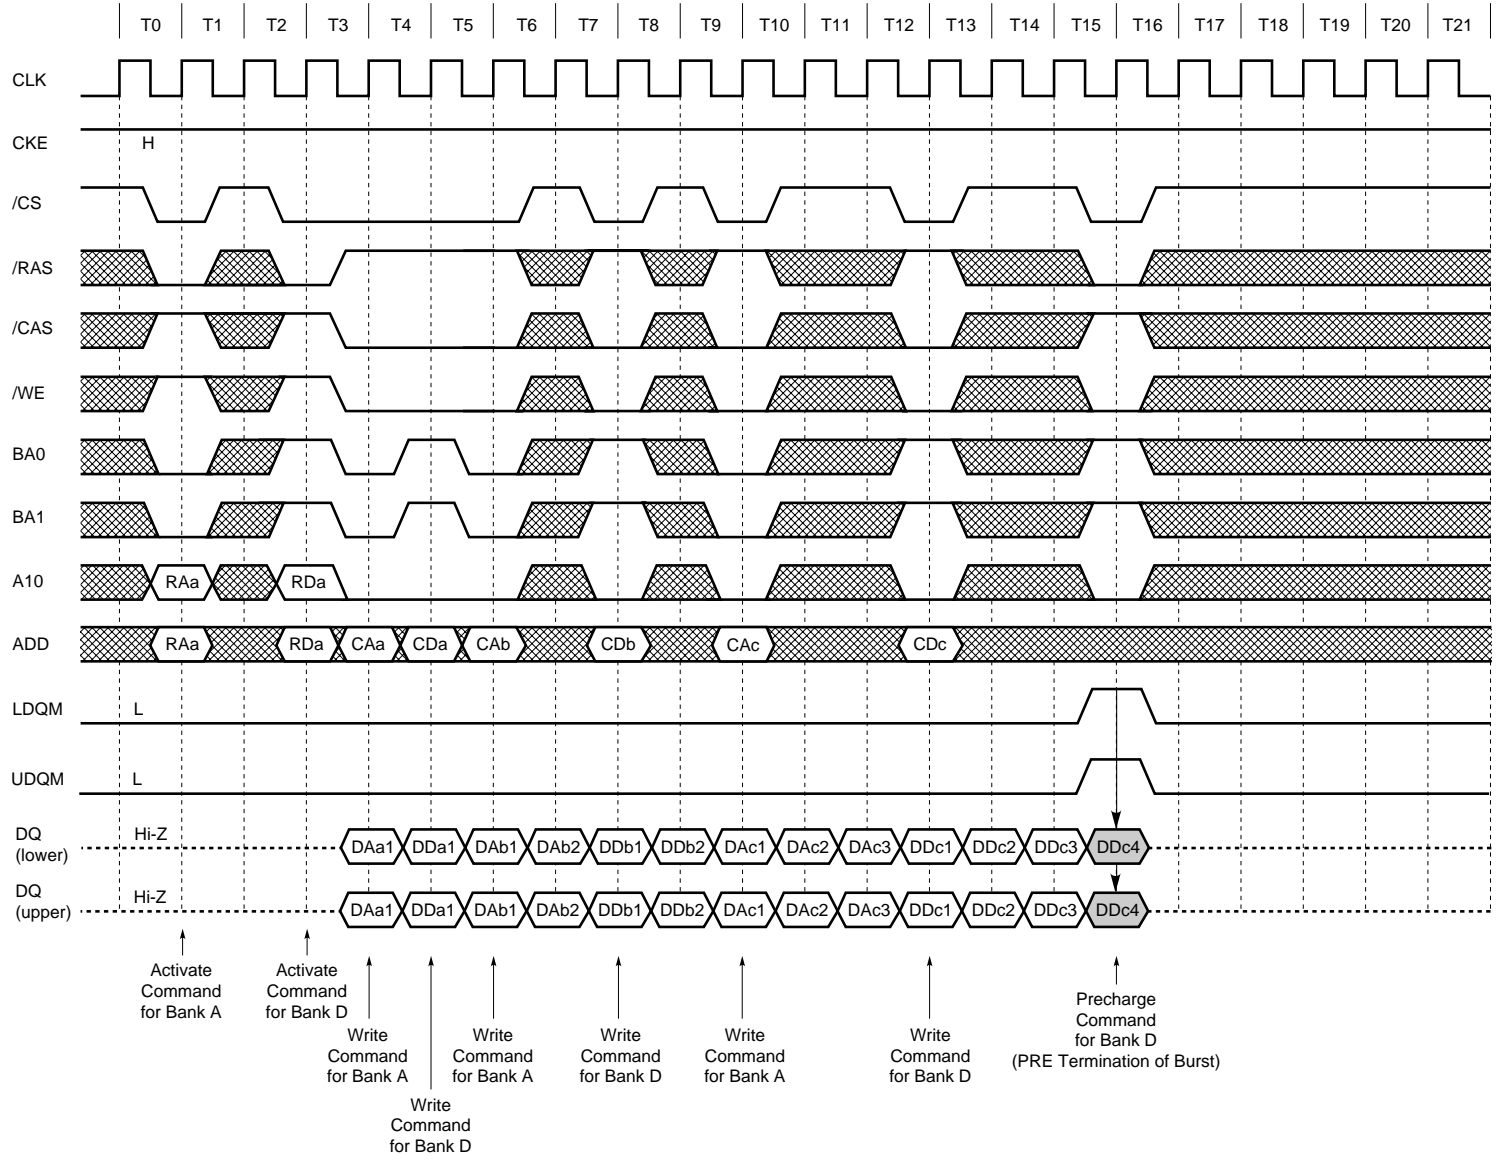 T0 T1 T2 T3 T4 T5 T6 T7 T8 T9 T10 T11 T12 T13 T14 T15 T16 T17 T18 T19 T20 T21
CLK
CKE H
/CS
/RAS
/CAS
/WE
BA0
BA1
A10 RAa RDa
ADD RAa RDa CAa CDa CAb CDb CAc CDc
LDQM L
UDQM L
DQ
(lower)
Hi-Z DAa1 DDa1 DAb1 DAb2 DDb1 DDb2 DAc1 DAc2 DAc3 DDc1 DDc2 DDc3 DDc4
DQ
(upper)
Hi-Z DAa1 DDa1 DAb1 DAb2 DDb1 DDb2 DAc1 DAc2 DAc3 DDc1 DDc2 DDc3 DDc4
Activate
Command
for Bank A
Activate
Command
for Bank D
Write
Command
for Bank A
Write
Command
for Bank D
Write
Command
for Bank A
Write
Command
for Bank D
Write
Command
for Bank A
Write
Command
for Bank D
Precharge
Command
for Bank D
(PRE Termination of Burst)